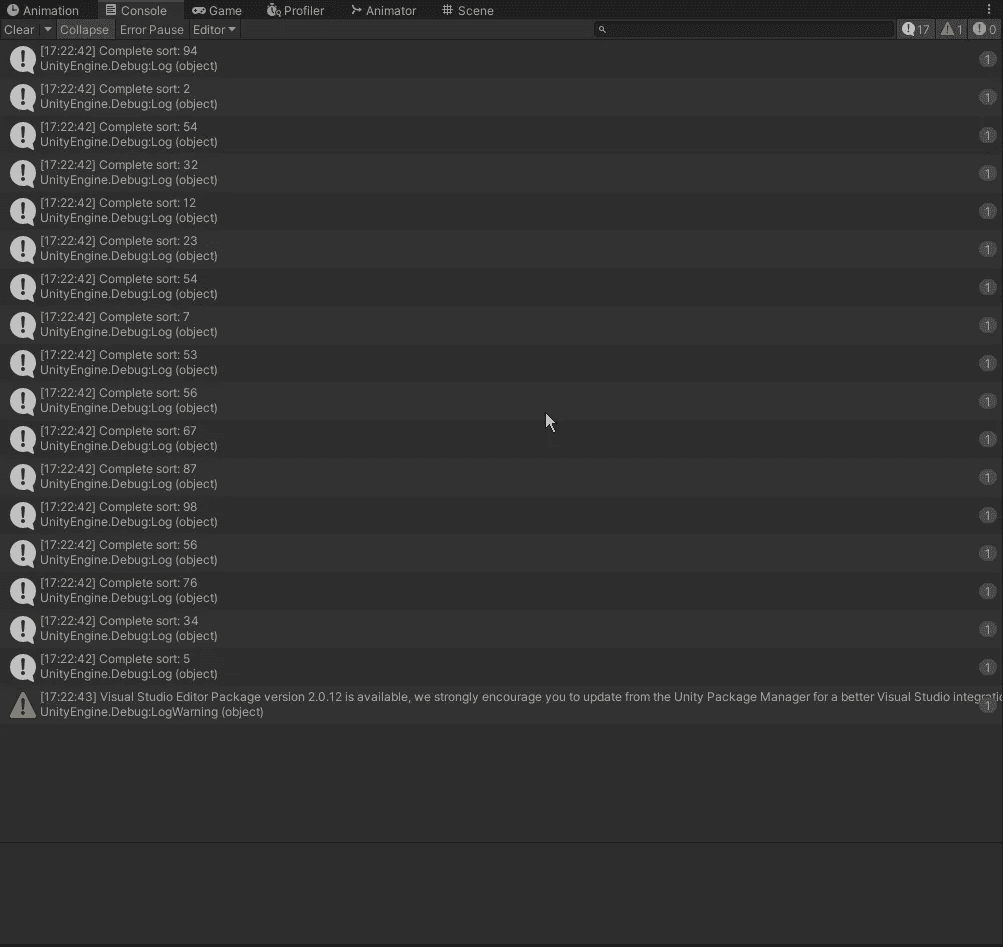 Animation Console Game Profiler Animator Scene
Clear Collapse Error Pause Editor 17 1 0
[17:22:42] Complete sort: 94 1
UnityEngine.Debug:Log (object)
[17:22:42] Complete sort: 2 1
UnityEngine.Debug:Log (object)
[17:22:42] Complete sort: 54 1
UnityEngine.Debug:Log (object)
[17:22:42] Complete sort: 32 1
UnityEngine.Debug:Log (object)
[17:22:42] Complete sort: 12 1
UnityEngine.Debug:Log (object)
[17:22:42] Complete sort: 23 1
UnityEngine.Debug:Log (object)
[17:22:42] Complete sort: 54 1
UnityEngine.Debug:Log (object)
[17:22:42] Complete sort: 7 1
UnityEngine.Debug:Log (object)
[17:22:42] Complete sort: 53 1
UnityEngine.Debug:Log (object)
[17:22:42] Complete sort: 56 1
UnityEngine.Debug:Log (object)
[17:22:42] Complete sort: 67 1
UnityEngine.Debug:Log (object)
[17:22:42] Complete sort: 87 1
UnityEngine.Debug:Log (object)
[17:22:42] Complete sort: 98 1
UnityEngine.Debug:Log (object)
[17:22:42] Complete sort: 56 1
UnityEngine.Debug:Log (object)
[17:22:42] Complete sort: 76 1
UnityEngine.Debug:Log (object)
[17:22:42] Complete sort: 34 1
UnityEngine.Debug:Log (object)
[17:22:42] Complete sort: 5 1
UnityEngine.Debug:Log (object)
[17:22:43] Visual Studio Editor Package version 2.0.12 is available, we strongly encourage you to update from the Unity Package Manager for a better Visual Studio integratio 1
UnityEngine.Debug:LogWarning (object)